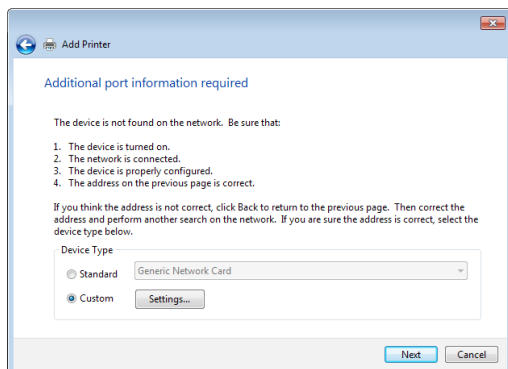 Add Printer
Additional port information required
The device is not found on the network. Be sure that:
1. The device is turned on.
2. The network is connected.
3. The device is properly configured.
4. The address on the previous page is correct.
If you think the address is not correct, click Back to return to the previous page. Then correct the
address and perform another search on the network. If you are sure the address is correct, select the
device type below.
Device Type
Standard Generic Network Card
Custom Settings...
Next Cancel